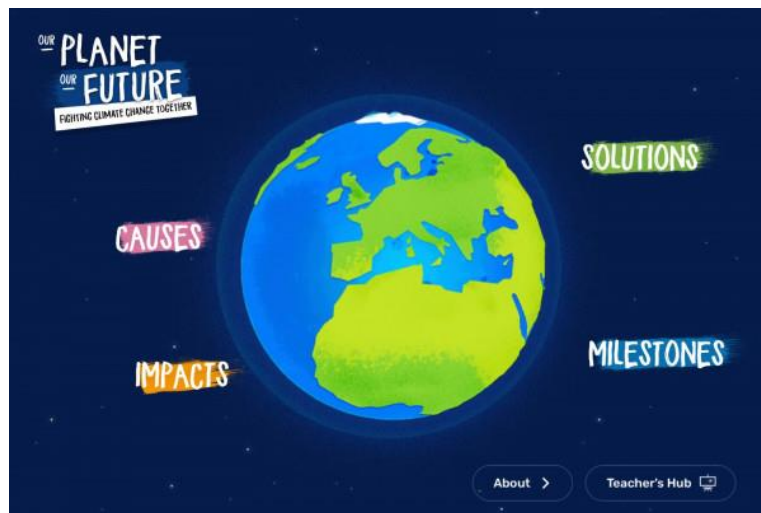 OUR PLANET
OUR FUTURE
FIGHTING CLIMATE CHANGE TOGETHER
SOLUTIONS
CAUSES
MILESTONES
IMPACTS
About
Teacher's Hub